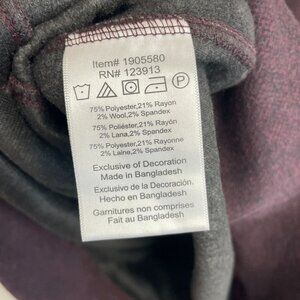 Item# 1905580
RN# 123913
P
75% Polyester,21% Rayon
2% Wool,2% Spandex
75% Poliéster,21% Rayón
2% Lana,2% Spandex
75% Polyester,21% Rayonne
2% Laine,2% Spandex
Exclusive of Decoration
Made in Bangladesh
Exclusivo de la Decoración.
Hecho en Bangladesh
Garnitures non comprises
Fait au Bangladesh